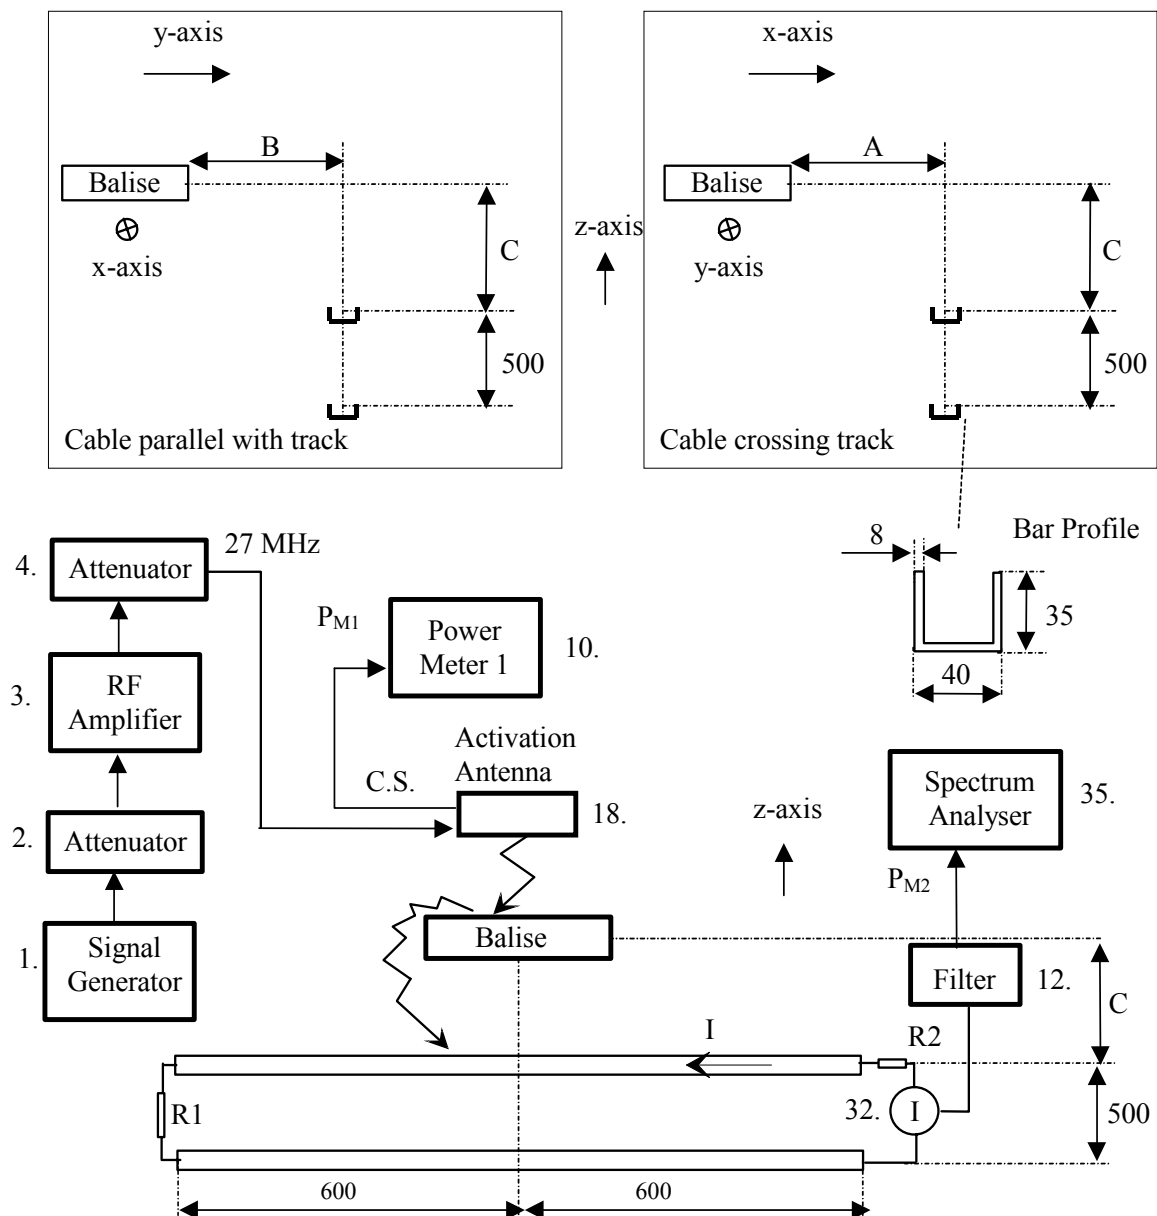 y-axis
B
Balise
x-axis
C
500
Cable parallel with track
z-axis
x-axis
A
Balise
y-axis
C
500
Cable crossing track
8
Bar Profile
35
40
4.
Attenuator
27 MHz
3.
RF
Amplifier
2.
Attenuator
1.
Signal
Generator
PM1
Power
Meter 1
10.
Activation
Antenna
C.S.
18.
z-axis
Spectrum
Analyser
35.
PM2
Balise
Filter
12.
C
I
R2
R1
32.
I
500
600
600